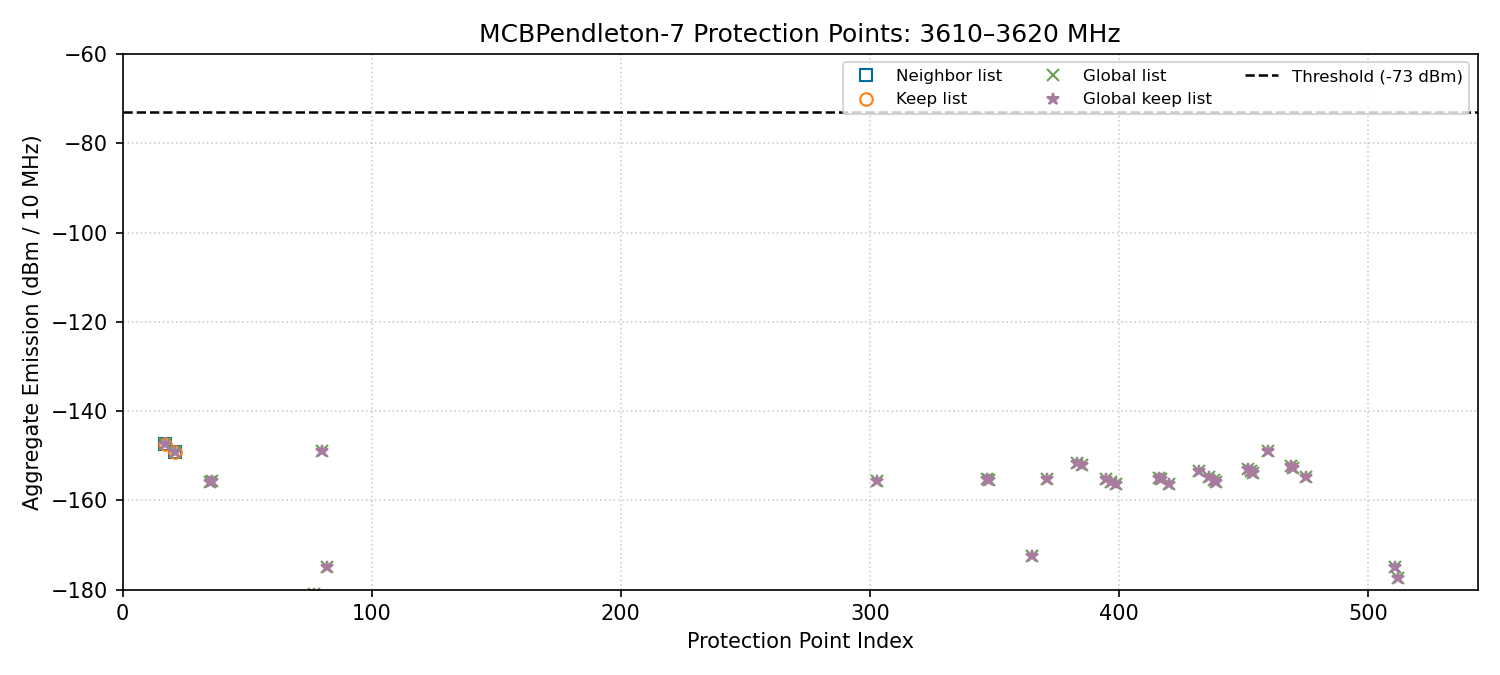 MCBPendleton-7 Protection Points: 3610–3620 MHz
Neighbor list
Keep list
Global list
Global keep list
Threshold (-73 dBm)
Aggregate Emission (dBm / 10 MHz)
−60
−80
−100
−120
−140
−160
−180
0 100 200 300 400 500
Protection Point Index